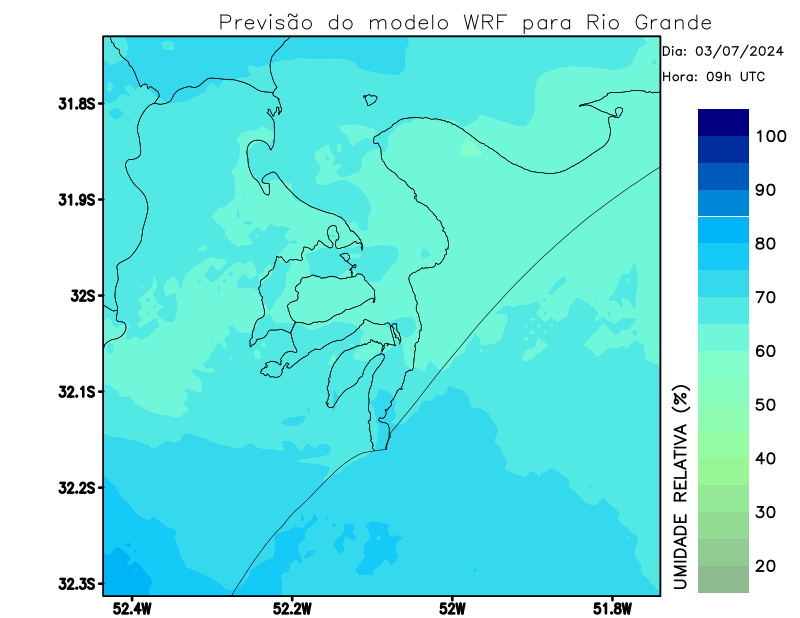 Previsão do modelo WRF para Rio Grande
Dia: 03/07/2024
Hora: 09h UTC
31.8S
31.9S
32S
32.1S
32.2S
32.3S
52.4W
52.2W
52W
51.8W
UMIDADE RELATIVA (%)
100
90
80
70
60
50
40
30
20